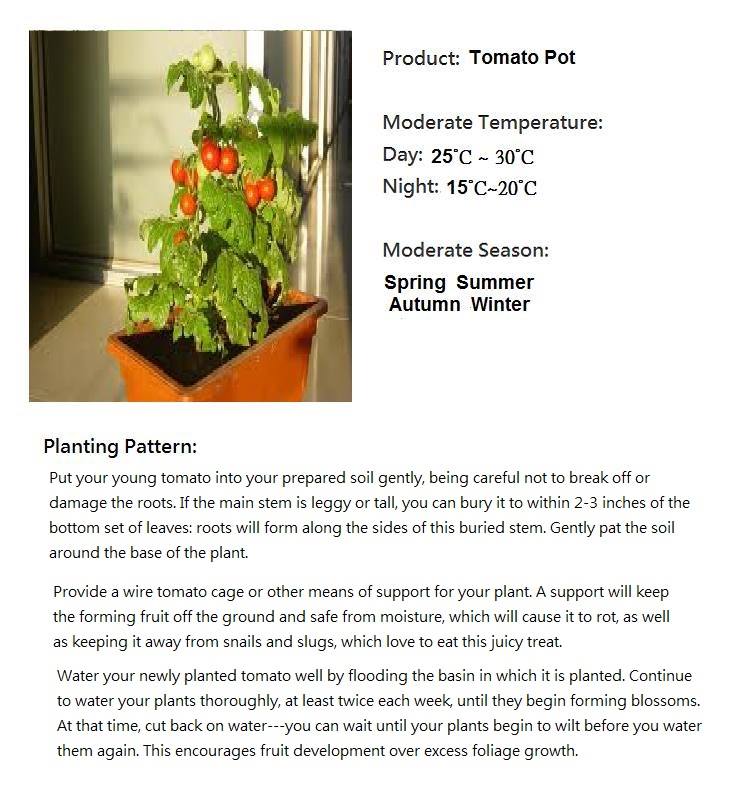 Product: Tomato Pot
Moderate Temperature:
Day: 25°C ~ 30°C
Night: 15°C~20°C
Moderate Season:
Spring Summer
Autumn Winter
Planting Pattern:
Put your young tomato into your prepared soil gently, being careful not to break off or
damage the roots. If the main stem is leggy or tall, you can bury it to within 2-3 inches of the
bottom set of leaves: roots will form along the sides of this buried stem. Gently pat the soil
around the base of the plant.
Provide a wire tomato cage or other means of support for your plant. A support will keep
the forming fruit off the ground and safe from moisture, which will cause it to rot, as well
as keeping it away from snails and slugs, which love to eat this juicy treat.
Water your newly planted tomato well by flooding the basin in which it is planted. Continue
to water your plants thoroughly, at least twice each week, until they begin forming blossoms.
At that time, cut back on water---you can wait until your plants begin to wilt before you water
them again. This encourages fruit development over excess foliage growth.